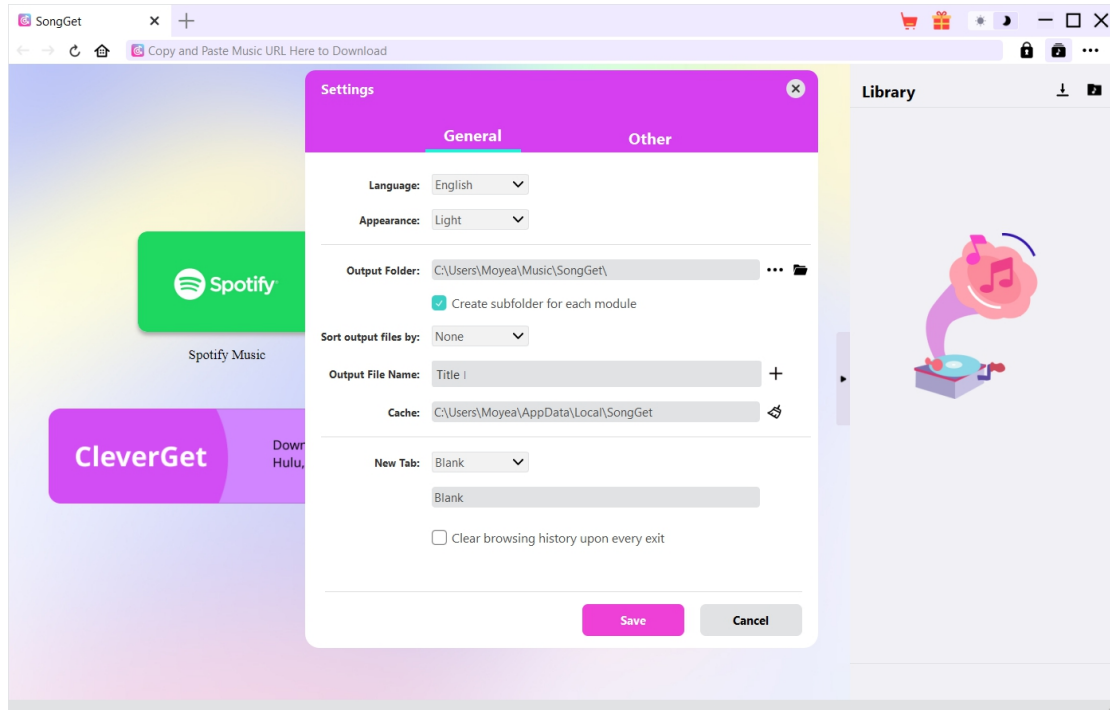 SongGet
Copy and Paste Music URL Here to Download
Settings
General Other
Language: English
Appearance: Light
Output Folder: C:\Users\Moyea\Music\SongGet\
Create subfolder for each module
Sort output files by: None
Output File Name: Title |
Cache: C:\Users\Moyea\AppData\Local\SongGet
New Tab: Blank
Blank
Clear browsing history upon every exit
Save Cancel
Library
Spotify
Spotify Music
CleverGet
Down
Hulu,